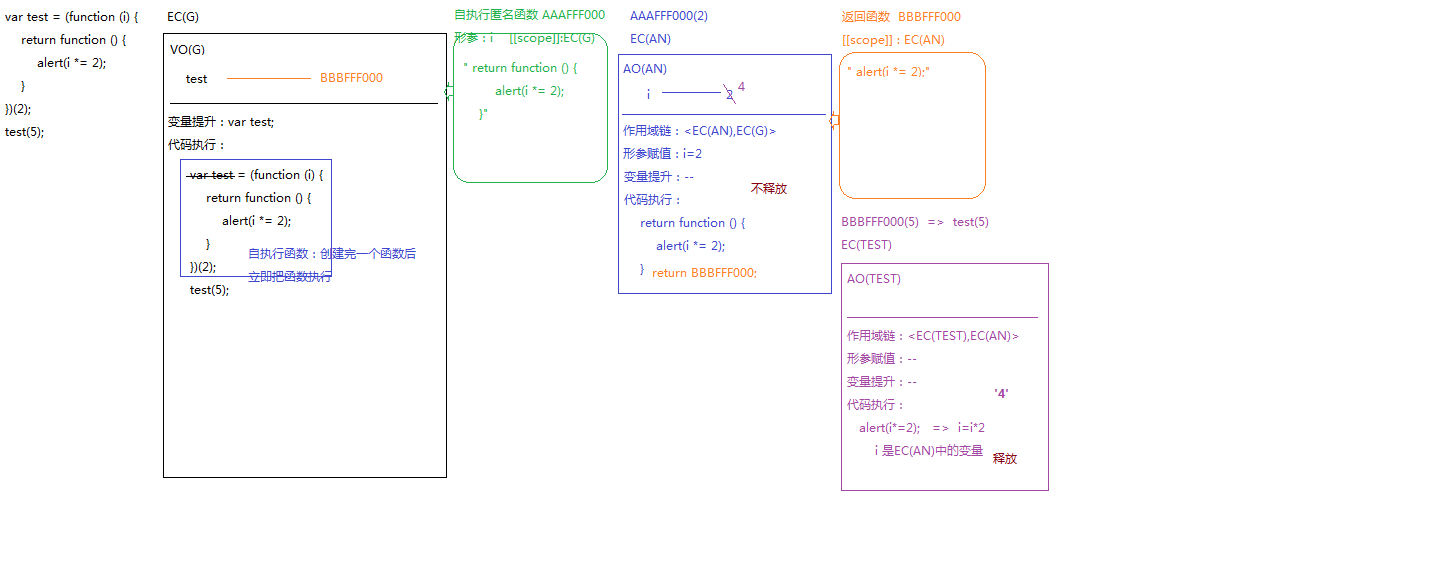 var test = (function (i) {
return function () {
alert(i *= 2);
}
})(2);
test(5);
EC(G)
VO(G)
test
BBBFFF000
变量提升：var test;
代码执行：
var test = (function (i) {
return function () {
alert(i *= 2);
}
})(2);
test(5);
自执行函数：创建完一个函数后
立即把函数执行
自执行匿名函数 AAAFFF000
形参：i [[scope]]:EC(G)
" return function () {
alert(i *= 2);
}"
AAAFFF000(2)
EC(AN)
AO(AN)
i
2
4
作用域链：<EC(AN),EC(G)>
形参赋值：i=2
变量提升：--
不释放
代码执行：
return function () {
alert(i *= 2);
} return BBBFFF000;
返回函数 BBBFFF000
[[scope]]：EC(AN)
" alert(i *= 2);"
BBBFFF000(5) => test(5)
EC(TEST)
AO(TEST)
作用域链：<EC(TEST),EC(AN)>
形参赋值：--
变量提升：--
'4'
代码执行：
alert(i*=2); => i=i*2
i 是EC(AN)中的变量
释放